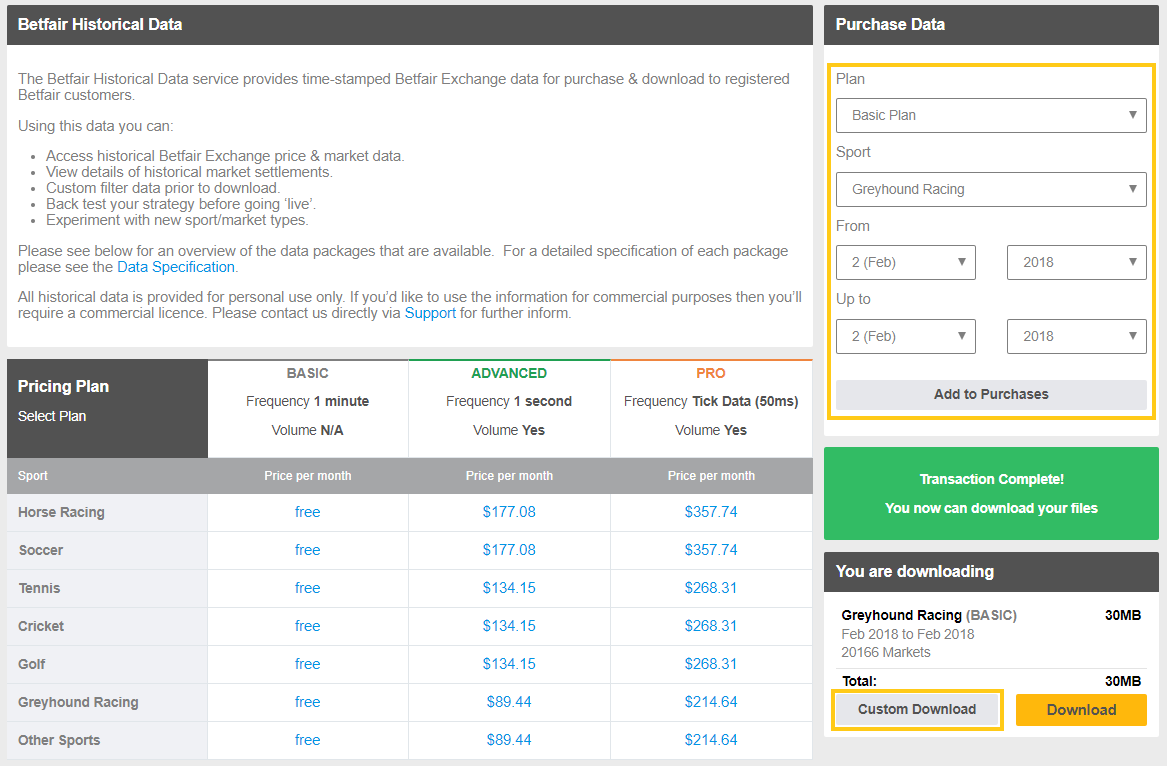 Betfair Historical Data
The Betfair Historical Data service provides time-stamped Betfair Exchange data for purchase & download to registered
Betfair customers.
Using this data you can:
• Access historical Betfair Exchange price & market data.
• View details of historical market settlements.
• Custom filter data prior to download.
• Back test your strategy before going ‘live’.
• Experiment with new sport/market types.
Please see below for an overview of the data packages that are available.  For a detailed specification of each package
please see the Data Specification.
All historical data is provided for personal use only. If you’d like to use the information for commercial purposes then you’ll
require a commercial licence. Please contact us directly via Support for further inform.
Pricing Plan
Select Plan
BASIC
Frequency 1 minute
Volume N/A
ADVANCED
Frequency 1 second
Volume Yes
PRO
Frequency Tick Data (50ms)
Volume Yes
Sport Price per month Price per month Price per month
Horse Racing free $177.08 $357.74
Soccer free $177.08 $357.74
Tennis free $134.15 $268.31
Cricket free $134.15 $268.31
Golf free $134.15 $268.31
Greyhound Racing free $89.44 $214.64
Other Sports free $89.44 $214.64
Purchase Data
Plan
Basic Plan
Sport
Greyhound Racing
From
2 (Feb) 2018
Up to
2 (Feb) 2018
Add to Purchases
Transaction Complete!
You now can download your files
You are downloading
Greyhound Racing (BASIC) 30MB
Feb 2018 to Feb 2018
20166 Markets
Total: 30MB
Custom Download Download